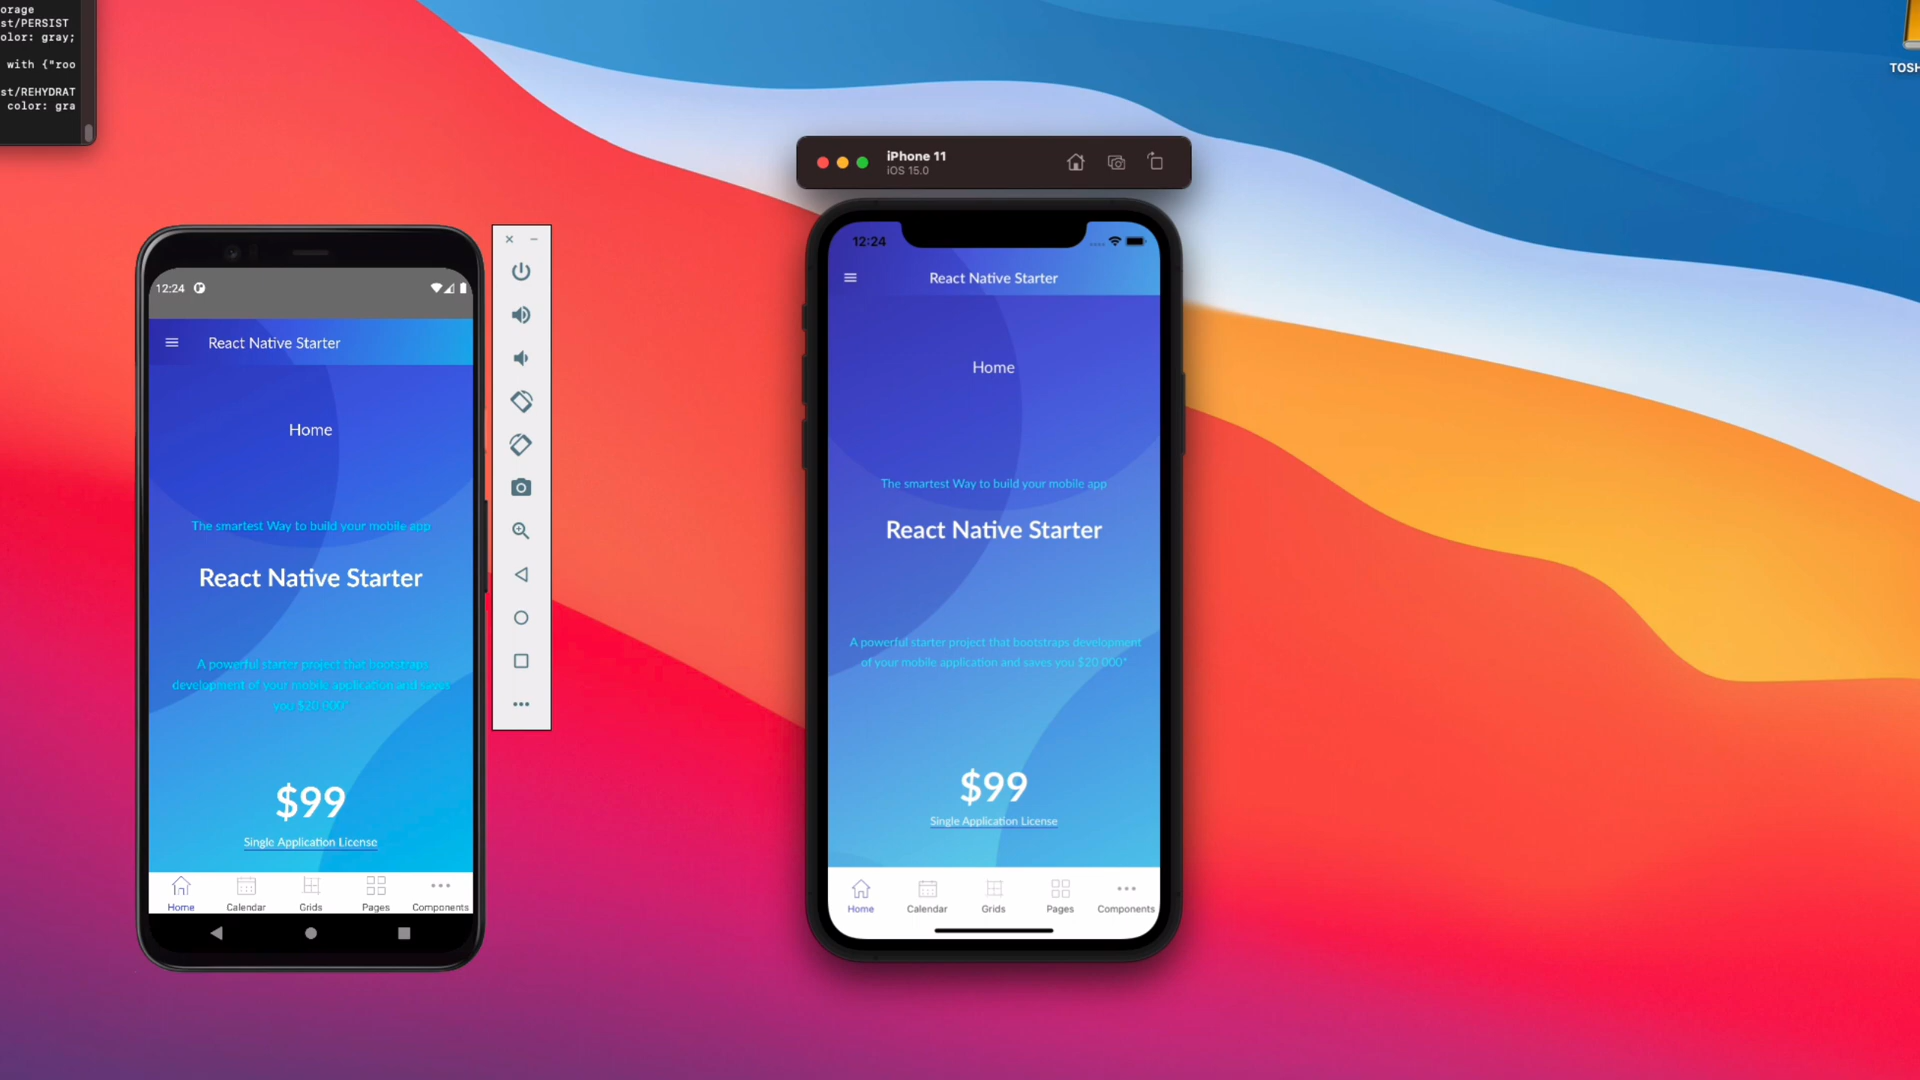 orage
st/PERSIST
olor: gray;
with {"roo
st/REHYDRAT
color: gra
TOSH
12:24
React Native Starter
Home
The smartest Way to build your mobile app
React Native Starter
A powerful starter project that bootstraps
development of your mobile application and saves
you $20 000*
$99
Single Application License
Home
Calendar
Grids
Pages
Components
iPhone 11
iOS 15.0
12:24
React Native Starter
Home
The smartest Way to build your mobile app
React Native Starter
A powerful starter project that bootstraps development
of your mobile application and saves you $20 000*
$99
Single Application License
Home
Calendar
Grids
Pages
Components